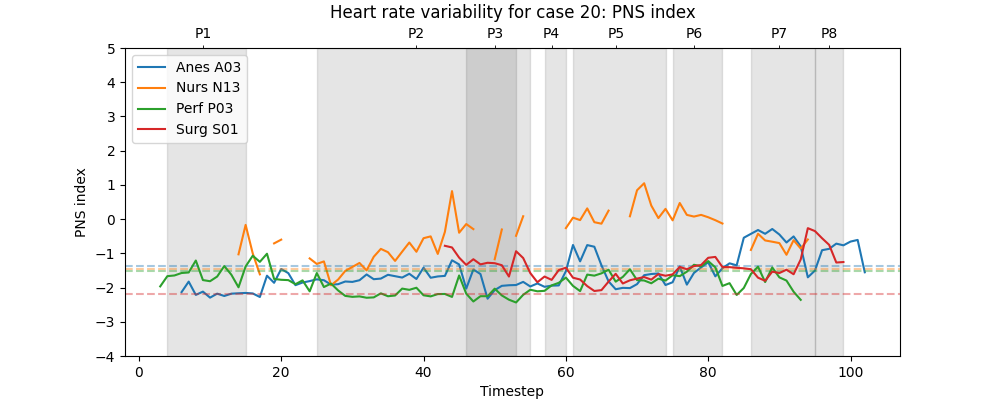 Heart rate variability for case 20: PNS index
P1 P2 P3 P4 P5 P6 P7 P8
5
4
3
2
1
0
−1
−2
−3
−4
PNS index
Anes A03
Nurs N13
Perf P03
Surg S01
0 20 40 60 80 100
Timestep